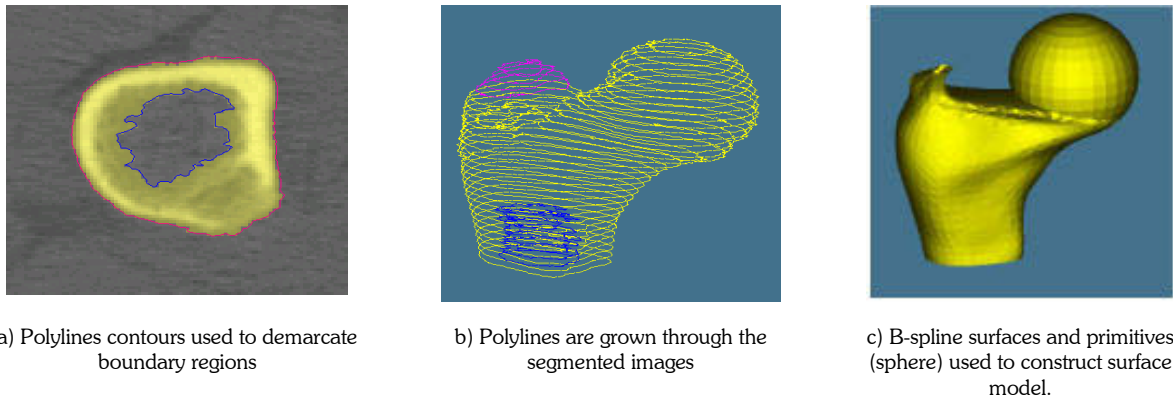 a) Polylines contours used to demarcate
boundary regions
b) Polylines are grown through the
segmented images
c) B-spline surfaces and primitives
(sphere) used to construct surface
model.